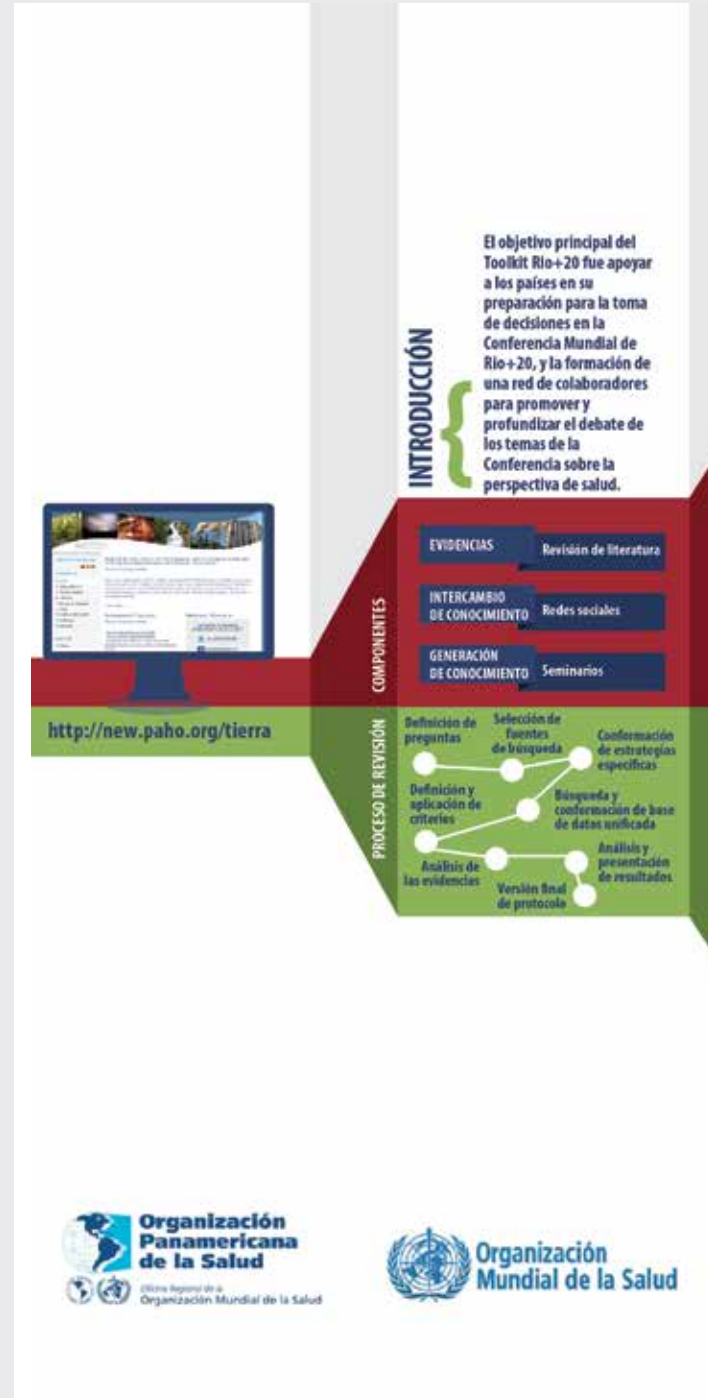 El objetivo principal del
Toolkit Rio+20 fue apoyar
a los países en su
preparación para la toma
de decisiones en la
Conferencia Mundial de
Rio+20, y la formación de
una red de colaboradores
para promover y
profundizar el debate de
los temas de la
Conferencia sobre la
perspectiva de salud.
INTRODUCCIÓN
COMPONENTES
EVIDENCIAS
Revisión de literatura
INTERCAMBIO
DE CONOCIMIENTO
Redes sociales
GENERACIÓN
DE CONOCIMIENTO
Seminarios
http://new.paho.org/tierra
PROCESO DE REVISIÓN
Definición de
preguntas
Selección de
fuentes
de búsqueda
Conformación
de estrategias
específicas
Definición y
aplicación de
criterios
Búsqueda y
conformación de base
de datos unificada
Análisis de
las evidencias
Análisis y
presentación
de resultados
Versión final
de protocolo
Organización
Panamericana
de la Salud
Oficina Regional de la
Organización Mundial de la Salud
Organización
Mundial de la Salud